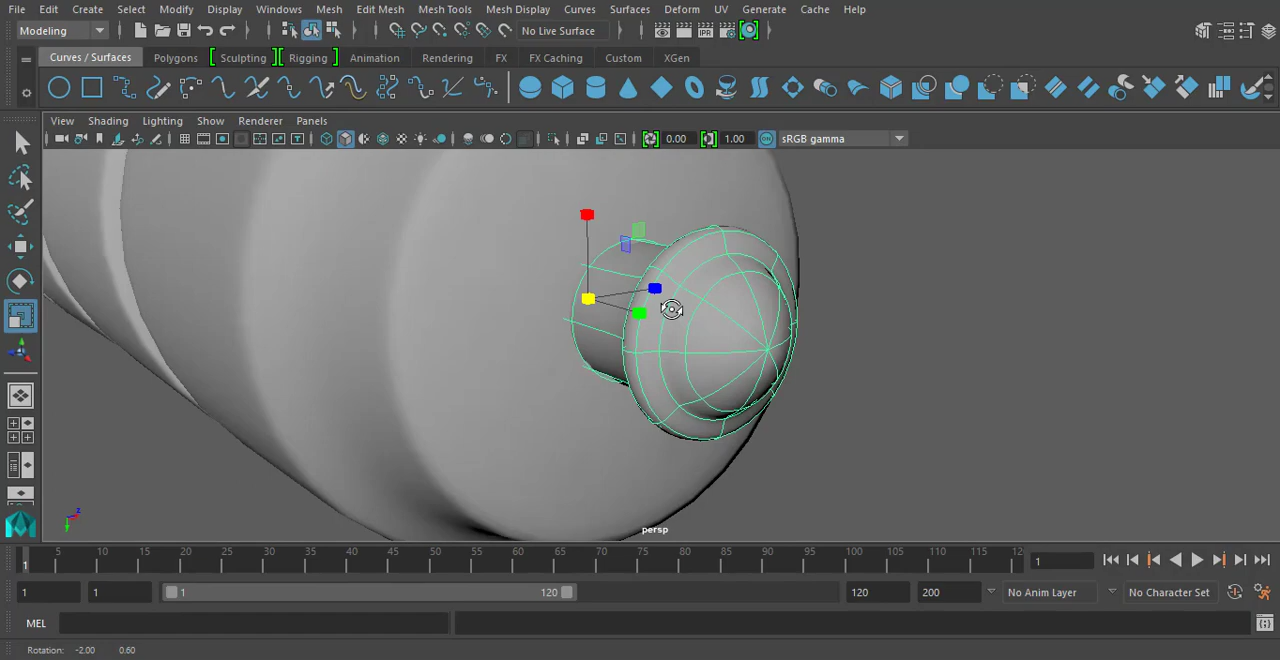 File Edit Create Select Modify Display Windows Mesh Edit Mesh Mesh Tools Mesh Display Curves Surfaces Deform UV Generate Cache Help
Modeling No Live Surface
Curves / Surfaces Polygons Sculpting Rigging Animation Rendering FX FX Caching Custom XGen
View Shading Lighting Show Renderer Panels
0.00 1.00 ON sRGB gamma
z
persp
5 10 15 20 25 30 35 40 45 50 55 60 65 70 75 80 85 90 95 100 105 110 115 12
1 1
1 1 1 120 120 200 No Anim Layer No Character Set
MEL
Rotation: -2.00 0.60